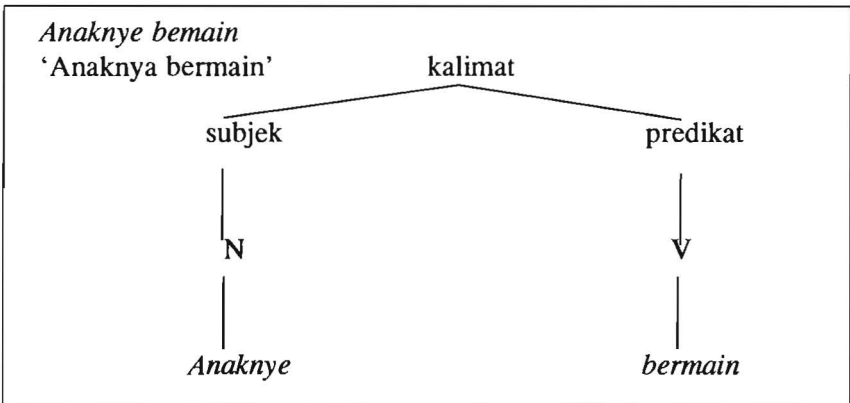 Anaknye bemain
‘Anaknya bermain’ kalimat
subjek predikat
N V
Anaknye bermain